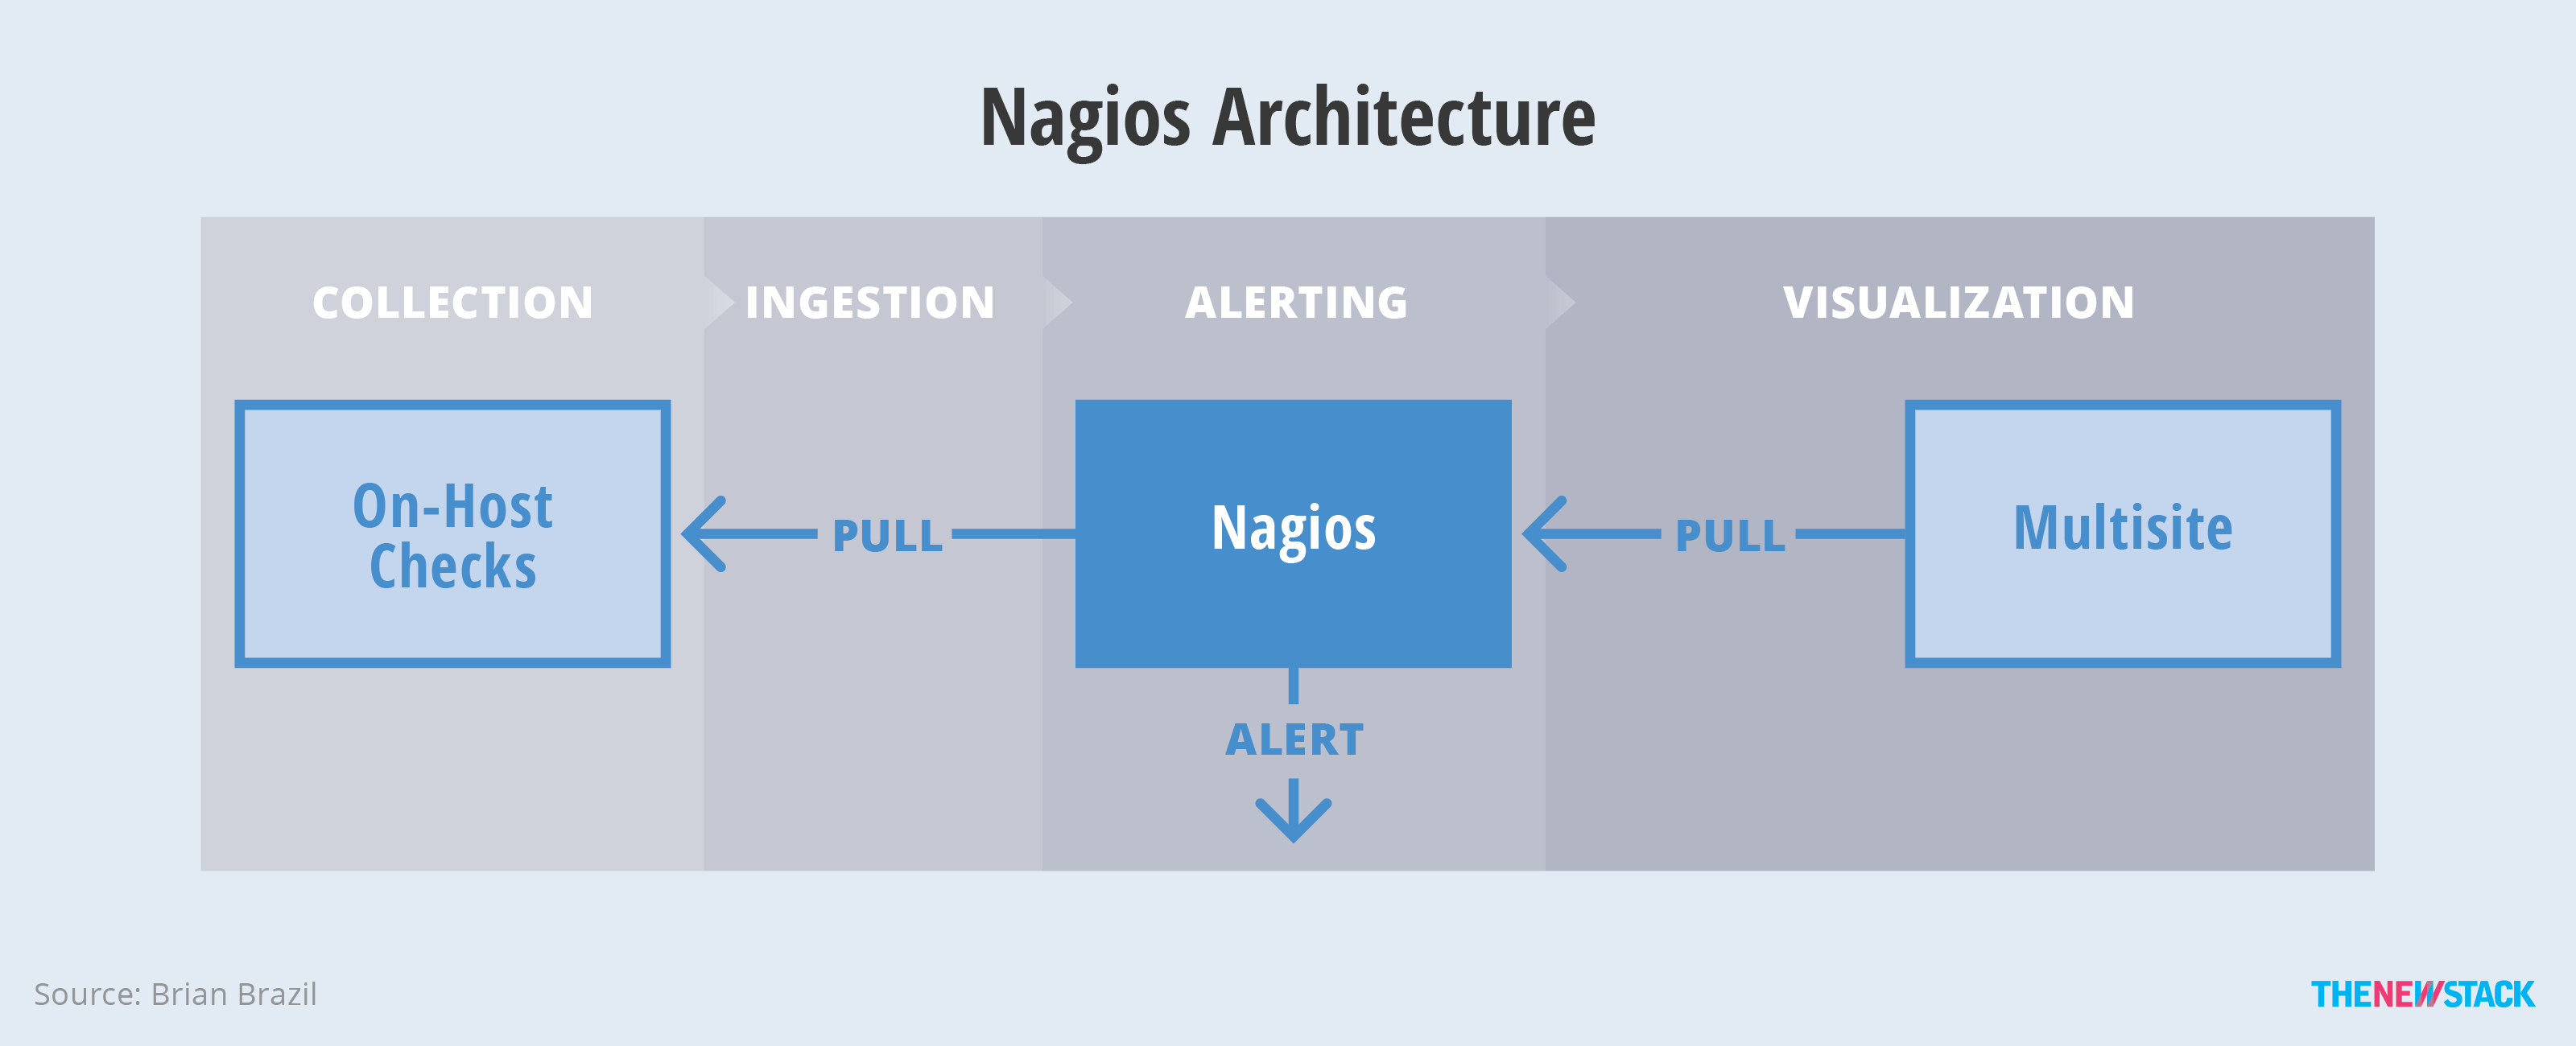 Nagios Architecture
COLLECTION
INGESTION
ALERTING
VISUALIZATION
On-Host
Checks
PULL
Nagios
PULL
Multisite
ALERT
Source: Brian Brazil
THENEWSTACK